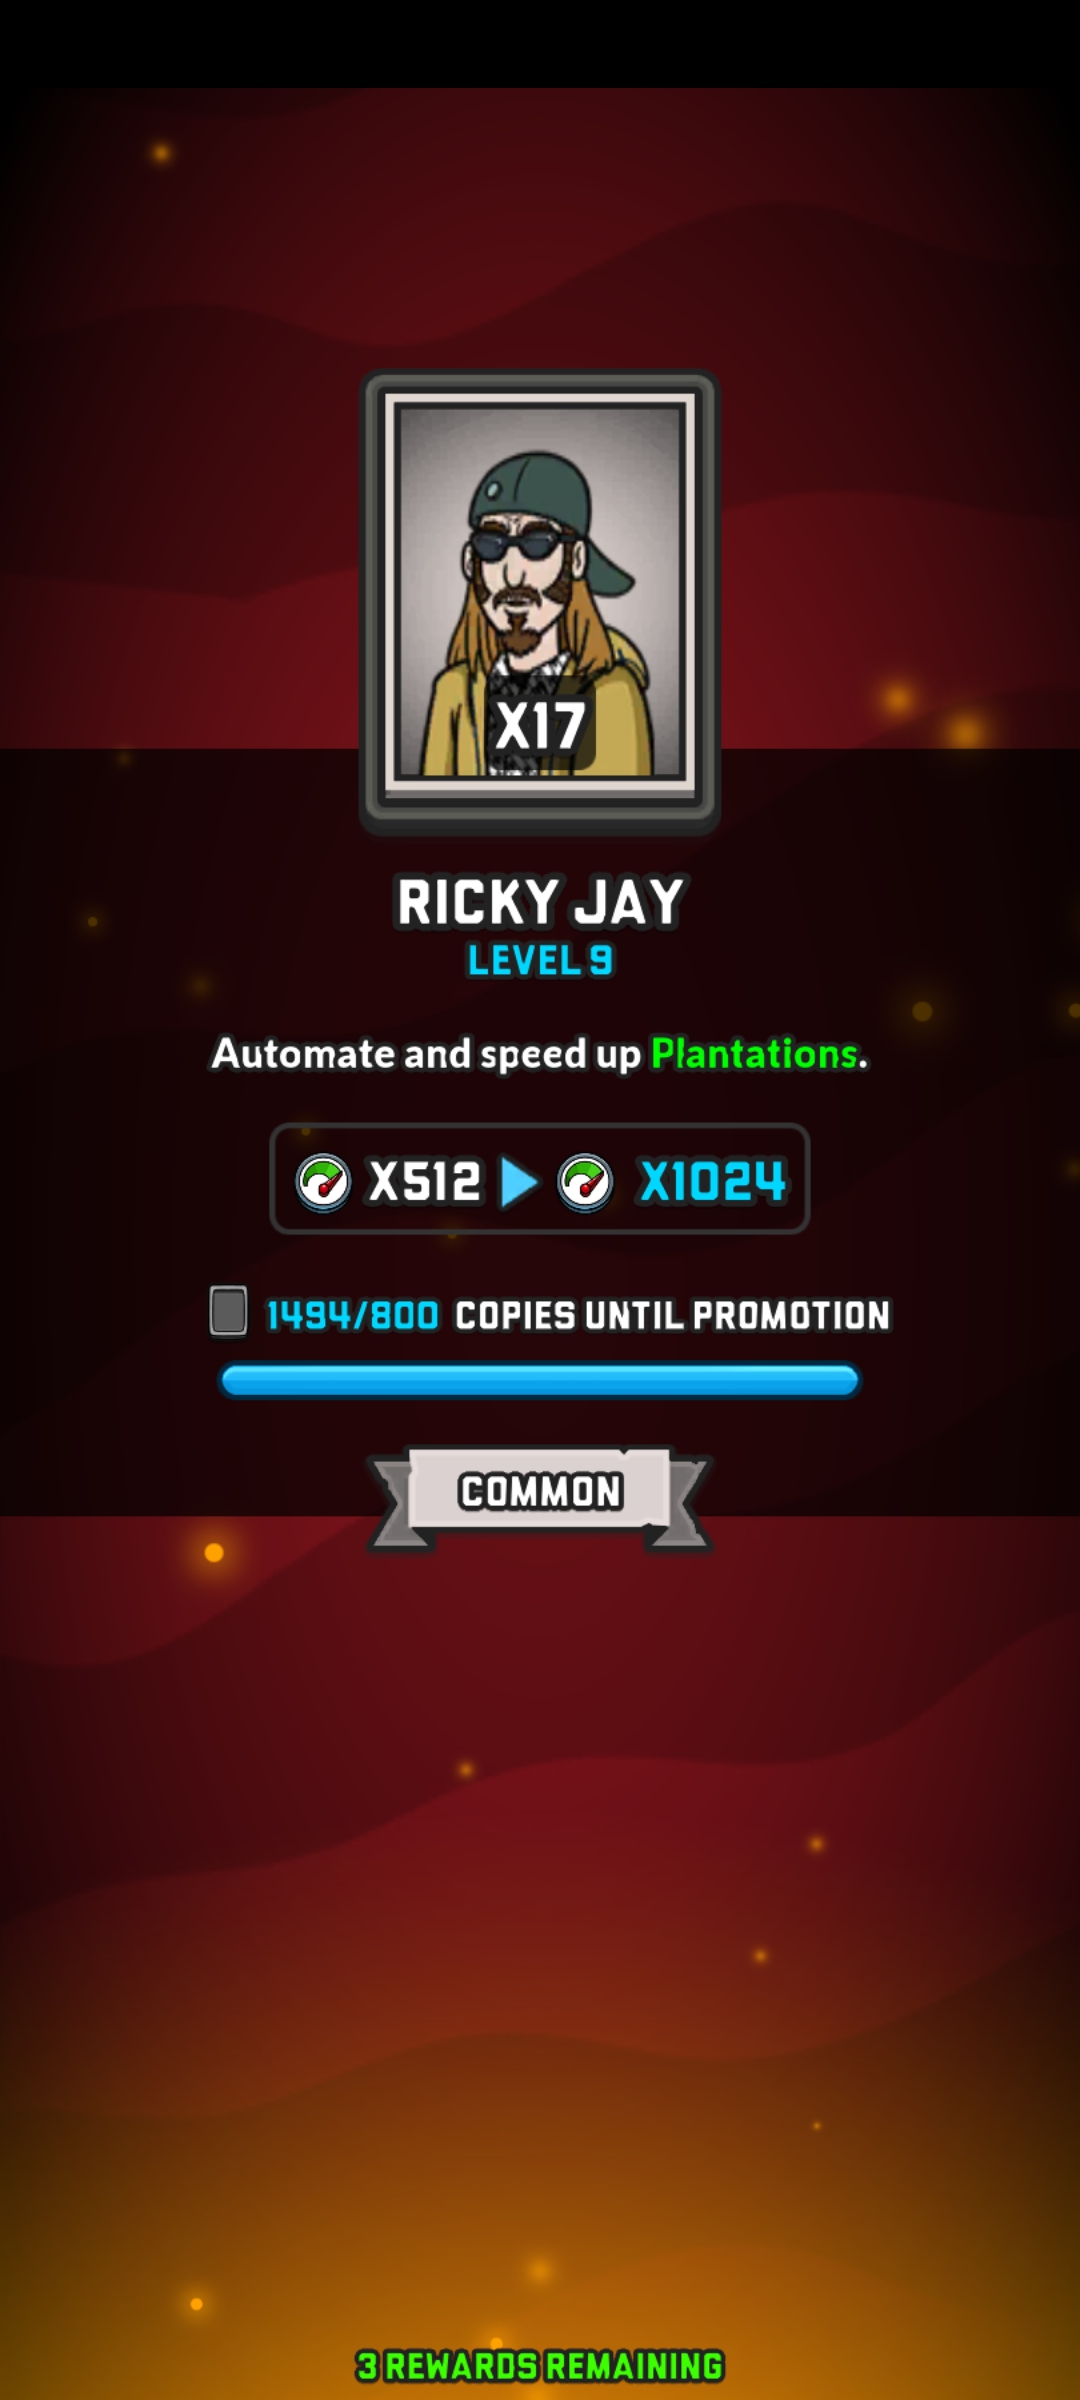 X17
RICKY JAY
LEVEL 9
Automate and speed up Plantations.
X512 X1024
1494/800 COPIES UNTIL PROMOTION
COMMON
3 REWARDS REMAINING